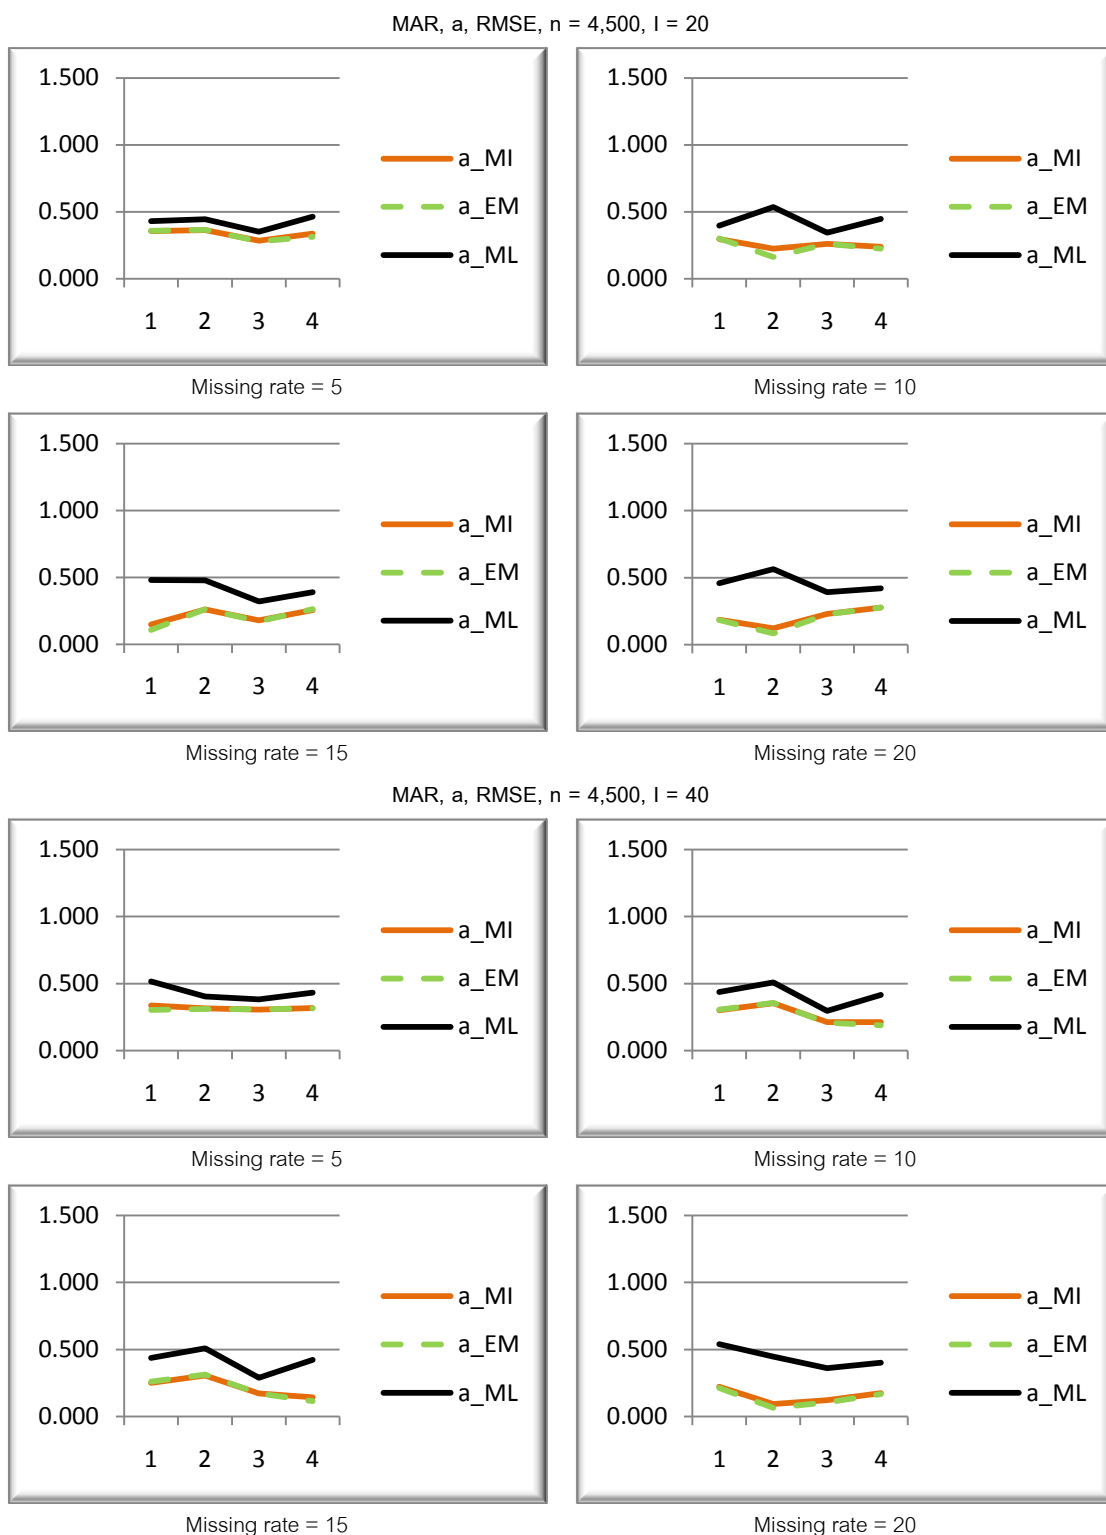 MAR, a, RMSE, n = 4,500, I = 20
1.500
1.000
0.500
0.000
1 2 3 4
a_MI
a_EM
a_ML
Missing rate = 5
1.500
1.000
0.500
0.000
1 2 3 4
a_MI
a_EM
a_ML
Missing rate = 10
1.500
1.000
0.500
0.000
1 2 3 4
a_MI
a_EM
a_ML
Missing rate = 15
1.500
1.000
0.500
0.000
1 2 3 4
a_MI
a_EM
a_ML
Missing rate = 20
MAR, a, RMSE, n = 4,500, I = 40
1.500
1.000
0.500
0.000
1 2 3 4
a_MI
a_EM
a_ML
Missing rate = 5
1.500
1.000
0.500
0.000
1 2 3 4
a_MI
a_EM
a_ML
Missing rate = 10
1.500
1.000
0.500
0.000
1 2 3 4
a_MI
a_EM
a_ML
Missing rate = 15
1.500
1.000
0.500
0.000
1 2 3 4
a_MI
a_EM
a_ML
Missing rate = 20